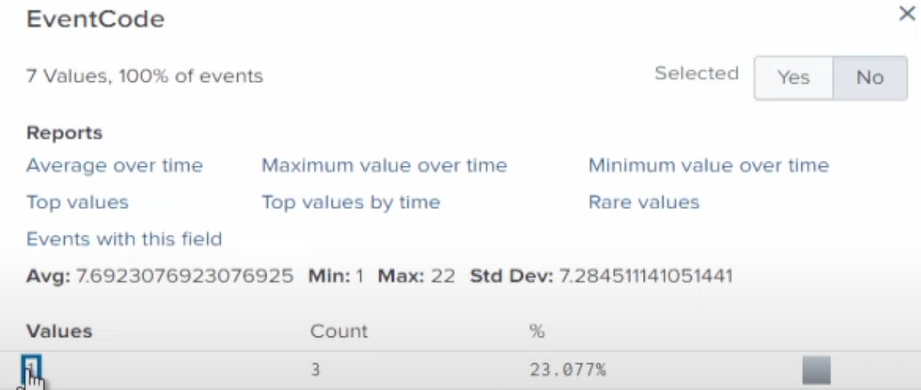 EventCode
7 Values, 100% of events
Selected Yes No
Reports
Average over time Maximum value over time Minimum value over time
Top values Top values by time Rare values
Events with this field
Avg: 7.6923076923076925 Min: 1 Max: 22 Std Dev: 7.284511141051441
Values Count %
3 23.077%